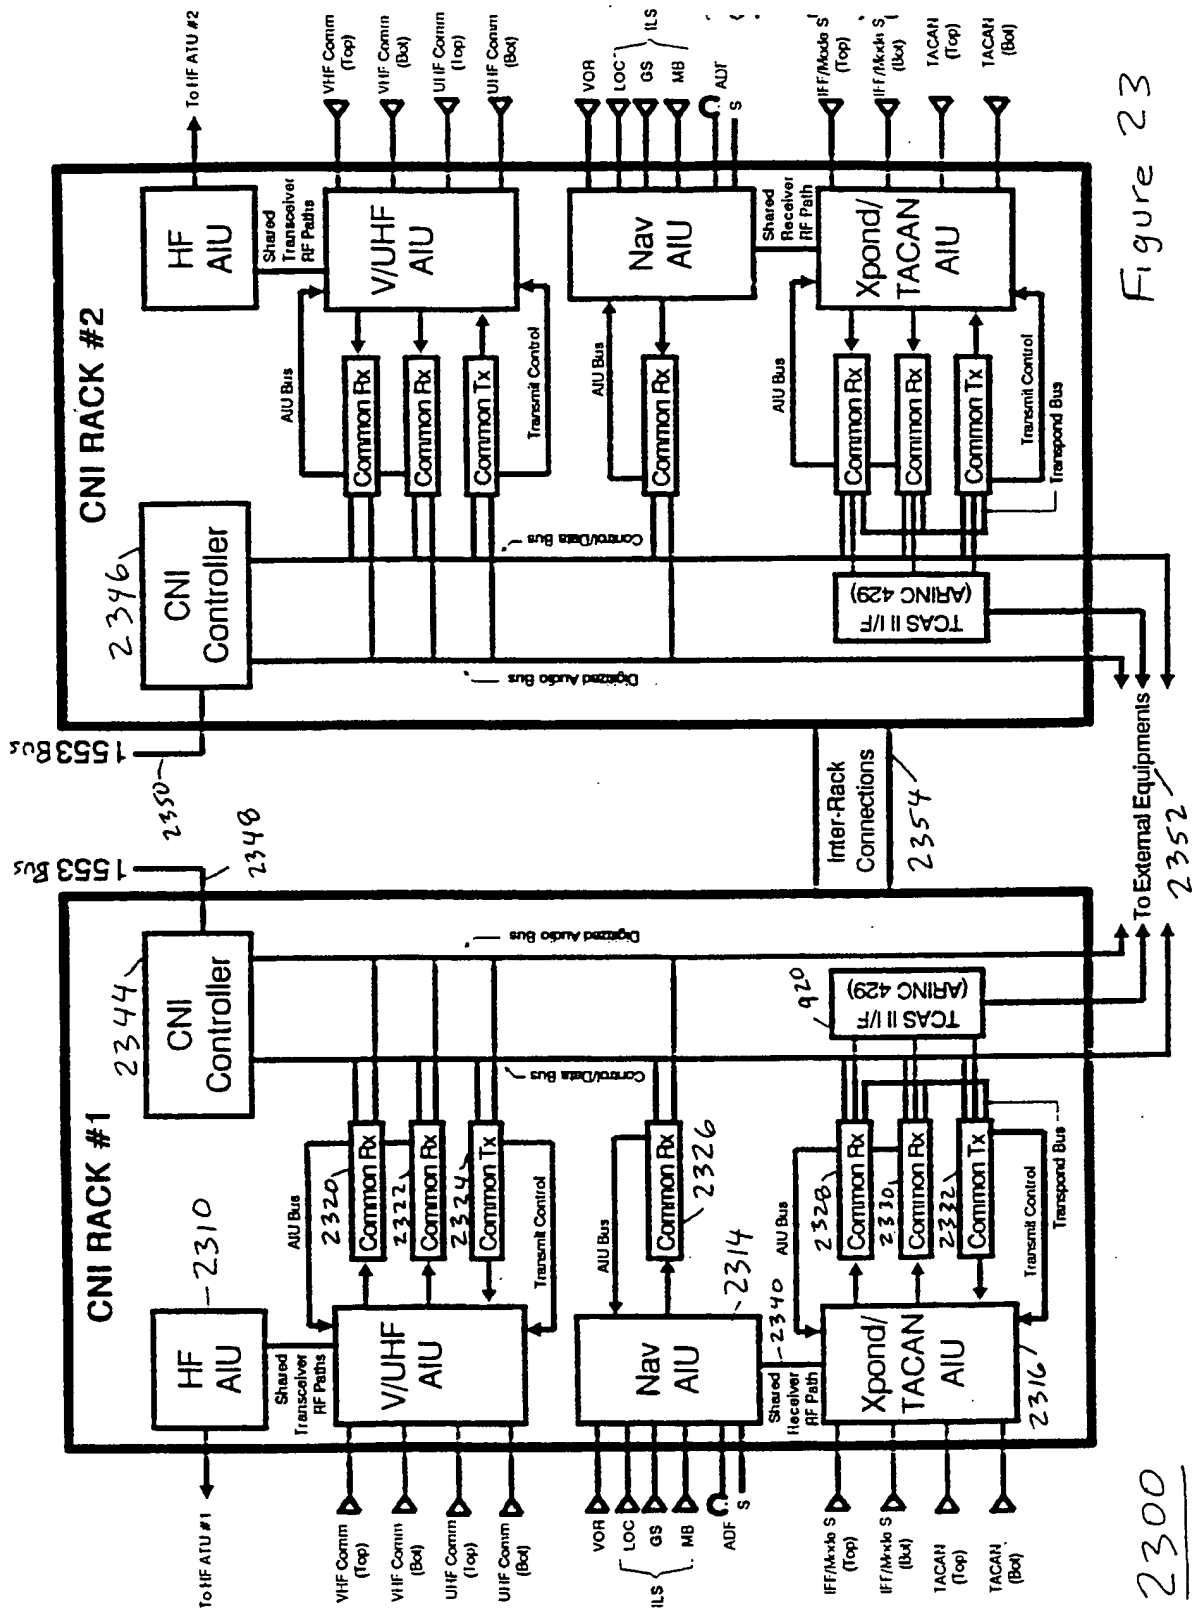 CNI RACK #1
2344
CNI
Controller
2348
1553 Bus
HF
AIU
2310
To HF ATU #1
Shared
Transceiver
RF Paths
V/UHF
AIU
AIU Bus
2320
Common Rx
2322
Common Rx
2324
Common Tx
Transmit Control
VHF Comm
(Top)
VHF Comm
(Bot)
UHF Comm
(Top)
UHF Comm
(Bot)
Digitized Audio Bus
Control/Data Bus
VOR
LOC
GS
MB
ILS
ADF
S
Nav
AIU
2314
AIU Bus
Common Rx
2326
Shared
Receiver
RF Path
2340
Xpond/
TACAN
AIU
2316
AIU Bus
2328
Common Rx
2330
Common Rx
2332
Common Tx
Transmit Control
Transpond Bus
920
TCAS II I/F
(ARINC 429)
IFF/Mode S
(Top)
IFF/Mode S
(Bot)
TACAN
(Top)
TACAN
(Bot)
Inter-Rack
Connections
2354
To External Equipments
2352
CNI RACK #2
2346
CNI
Controller
2350
1553 Bus
HF
AIU
To HF ATU #2
Shared
Transceiver
RF Paths
V/UHF
AIU
AIU Bus
Common Rx
Common Rx
Common Tx
Transmit Control
VHF Comm
(Top)
VHF Comm
(Bot)
UHF Comm
(Top)
UHF Comm
(Bot)
Control/Data Bus
Digitized Audio Bus
VOR
LOC
GS
MB
ILS
ADF
S
Nav
AIU
AIU Bus
Common Rx
Shared
Receiver
RF Path
Xpond/
TACAN
AIU
AIU Bus
Common Rx
Common Rx
Common Tx
Transmit Control
Transpond Bus
TCAS II I/F
(ARINC 429)
IFF/Mode S
(Top)
IFF/Mode S
(Bot)
TACAN
(Top)
TACAN
(Bot)
2300
Figure 23